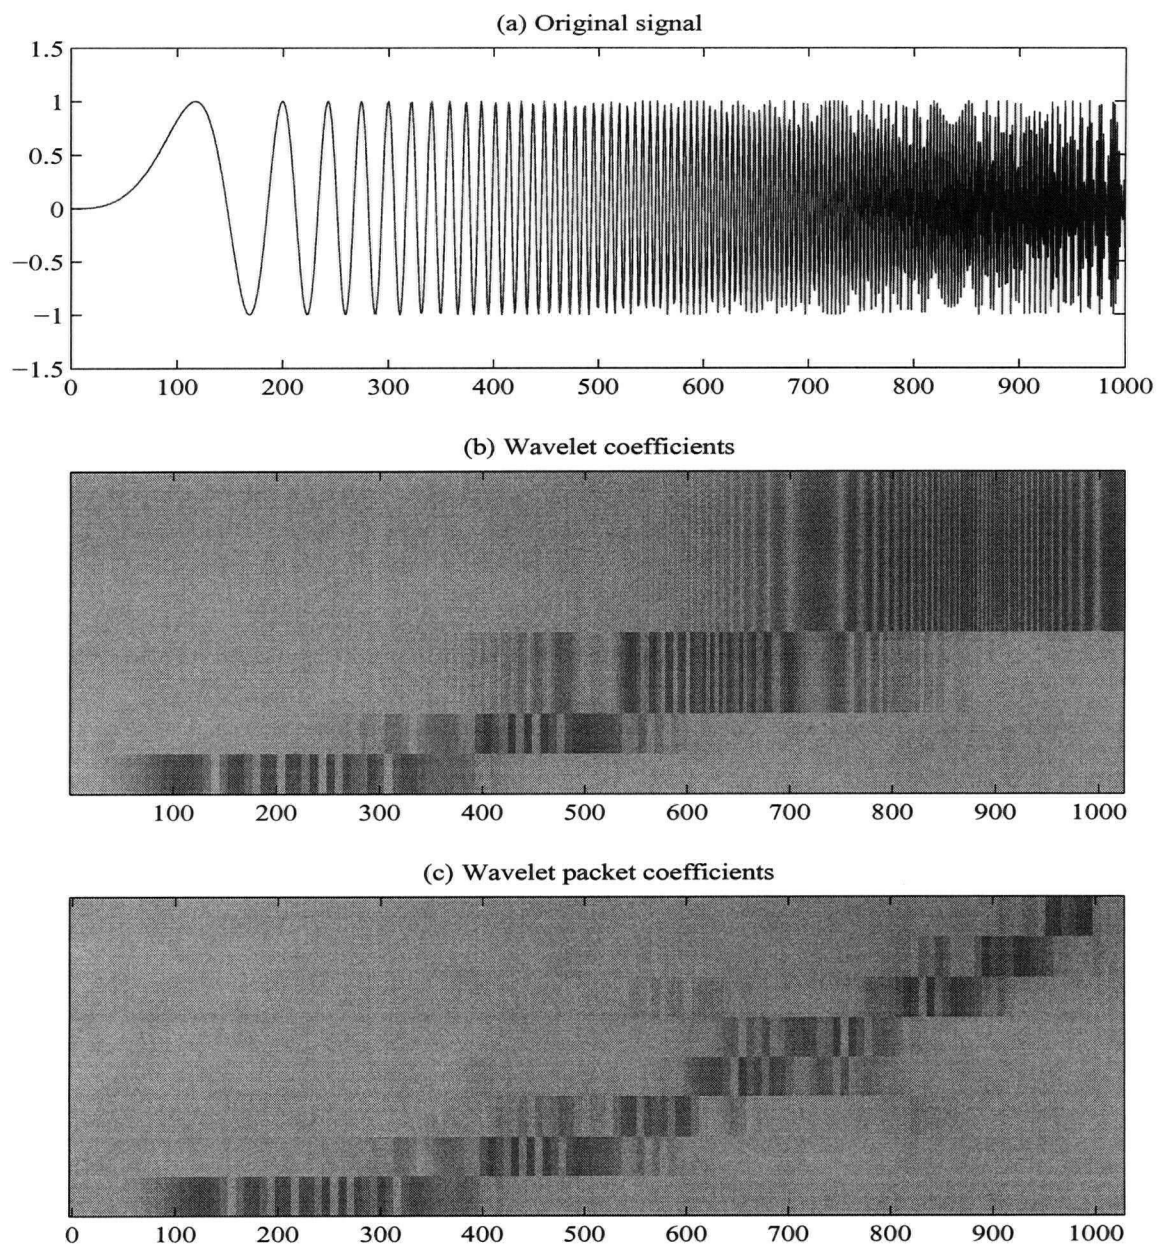 (a) Original signal
1.5
1
0.5
0
−0.5
−1
−1.5
0 100 200 300 400 500 600 700 800 900 1000
(b) Wavelet coefficients
100 200 300 400 500 600 700 800 900 1000
(c) Wavelet packet coefficients
0 100 200 300 400 500 600 700 800 900 1000